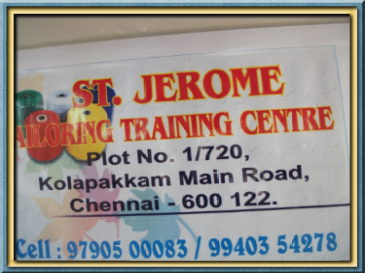 ST. JEROME
TAILORING TRAINING CENTRE
Plot No. 1/720,
Kolapakkam Main Road,
Chennai - 600 122.
Cell : 97905 00083 / 99403 54278